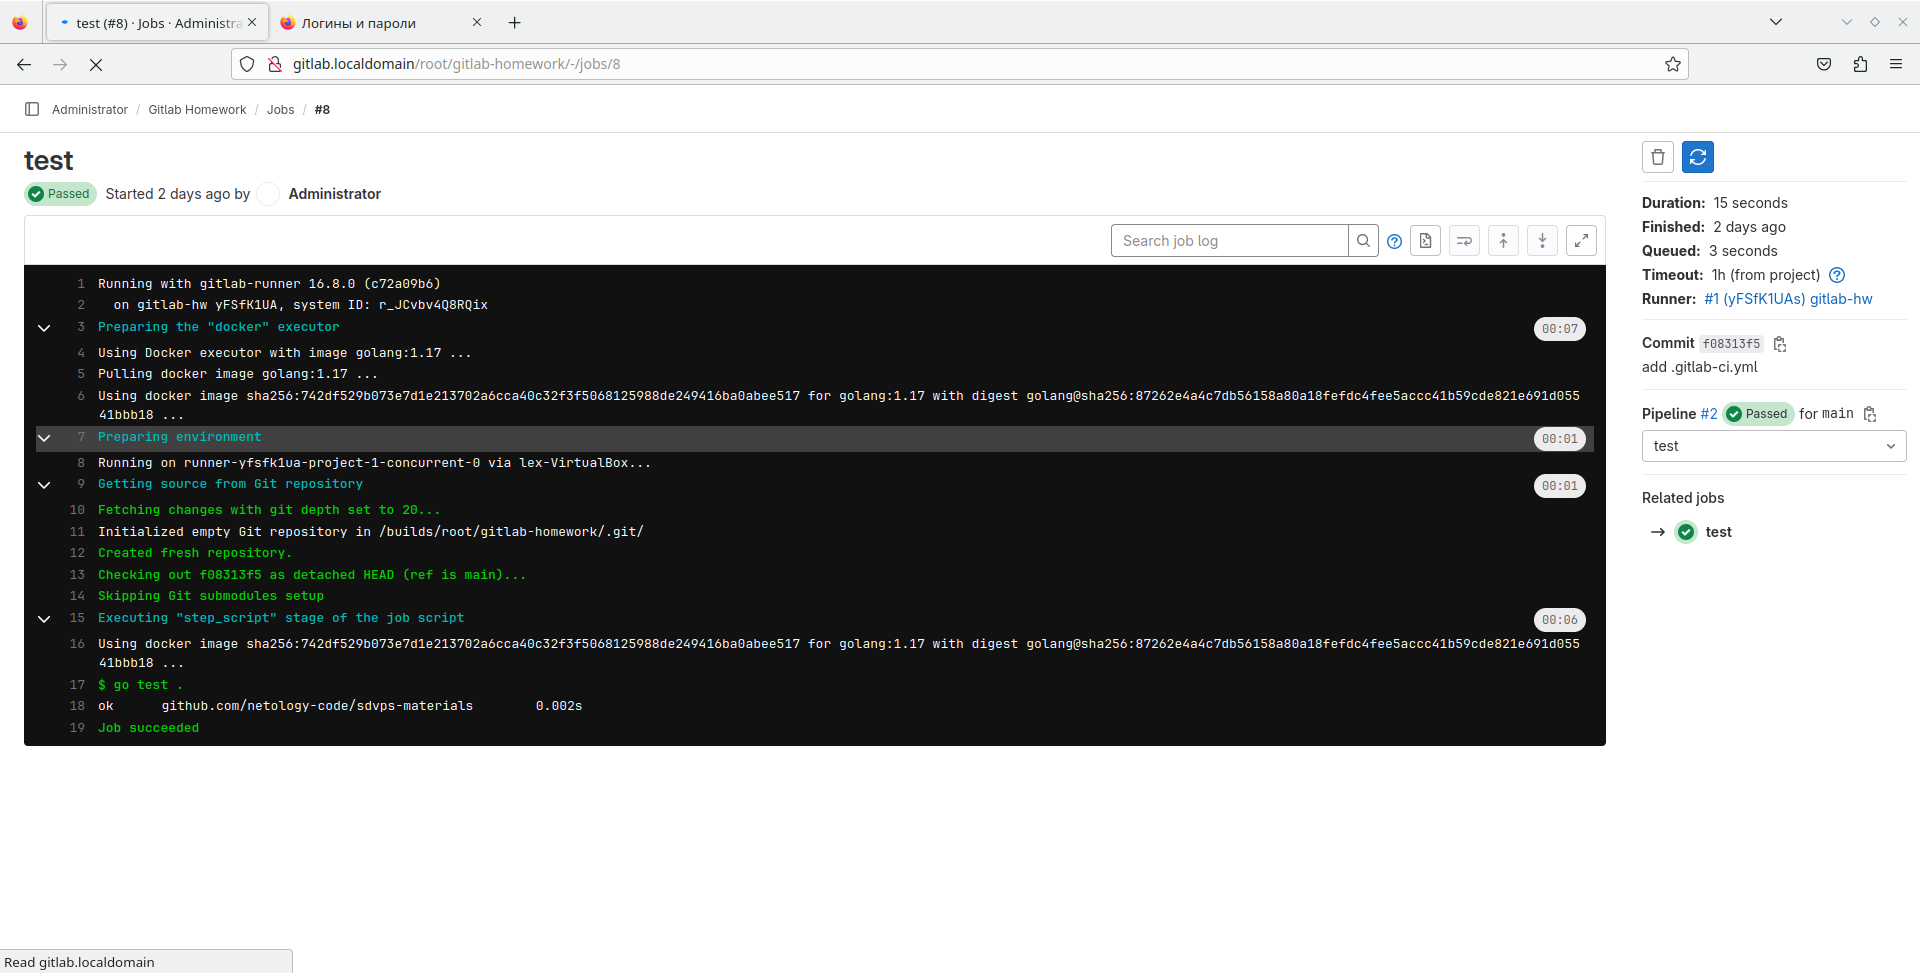 test (#8) · Jobs · Administra
Логины и пароли
gitlab.localdomain/root/gitlab-homework/-/jobs/8
Administrator / Gitlab Homework / Jobs / #8
test
Passed Started 2 days ago by Administrator
Search job log
1 Running with gitlab-runner 16.8.0 (c72a09b6)
2 on gitlab-hw yFSfK1UA, system ID: r_JCvbv4Q8RQix
3 Preparing the "docker" executor 00:07
4 Using Docker executor with image golang:1.17 ...
5 Pulling docker image golang:1.17 ...
6 Using docker image sha256:742df529b073e7d1e213702a6cca40c32f3f5068125988de249416ba0abee517 for golang:1.17 with digest golang@sha256:87262e4a4c7db56158a80a18fefdc4fee5accc41b59cde821e691d055
41bbb18 ...
7 Preparing environment 00:01
8 Running on runner-yfsfk1ua-project-1-concurrent-0 via lex-VirtualBox...
9 Getting source from Git repository 00:01
10 Fetching changes with git depth set to 20...
11 Initialized empty Git repository in /builds/root/gitlab-homework/.git/
12 Created fresh repository.
13 Checking out f08313f5 as detached HEAD (ref is main)...
14 Skipping Git submodules setup
15 Executing "step_script" stage of the job script 00:06
16 Using docker image sha256:742df529b073e7d1e213702a6cca40c32f3f5068125988de249416ba0abee517 for golang:1.17 with digest golang@sha256:87262e4a4c7db56158a80a18fefdc4fee5accc41b59cde821e691d055
41bbb18 ...
17 $ go test .
18 ok github.com/netology-code/sdvps-materials 0.002s
19 Job succeeded
Duration: 15 seconds
Finished: 2 days ago
Queued: 3 seconds
Timeout: 1h (from project)
Runner: #1 (yFSfK1UAs) gitlab-hw
Commit f08313f5
add .gitlab-ci.yml
Pipeline #2 Passed for main
test
Related jobs
→ test
Read gitlab.localdomain